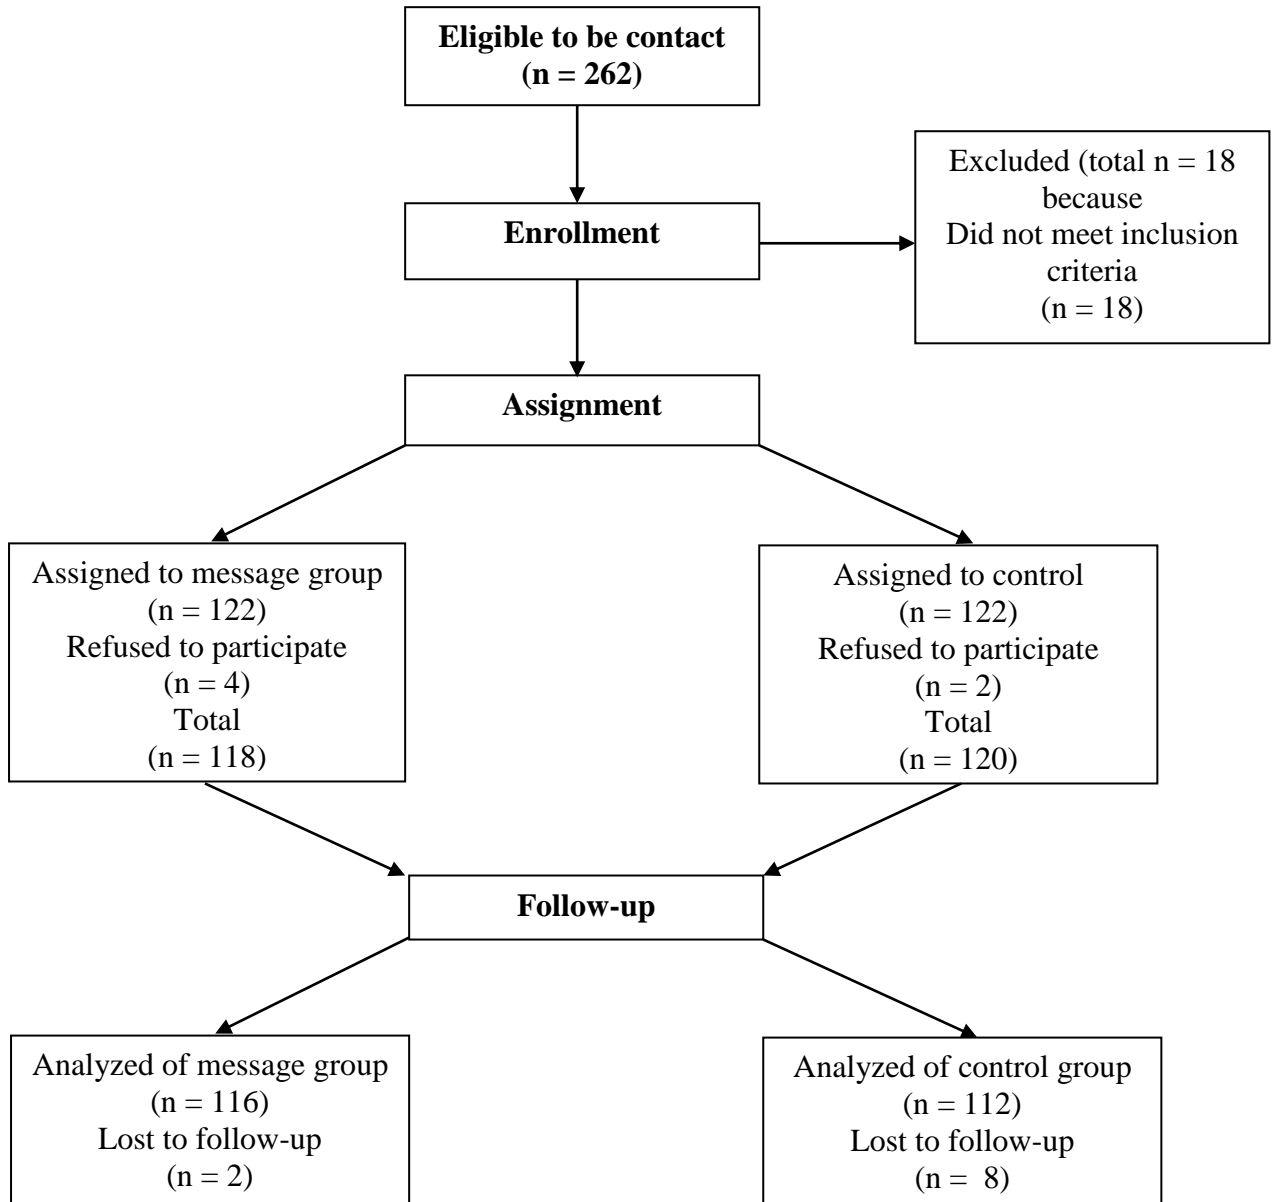 Eligible to be contact
(n = 262)
Enrollment
Excluded (total n = 18
because
Did not meet inclusion
criteria
(n = 18)
Assignment
Assigned to message group
(n = 122)
Refused to participate
(n = 4)
Total
(n = 118)
Assigned to control
(n = 122)
Refused to participate
(n = 2)
Total
(n = 120)
Follow-up
Analyzed of message group
(n = 116)
Lost to follow-up
(n = 2)
Analyzed of control group
(n = 112)
Lost to follow-up
(n =  8)